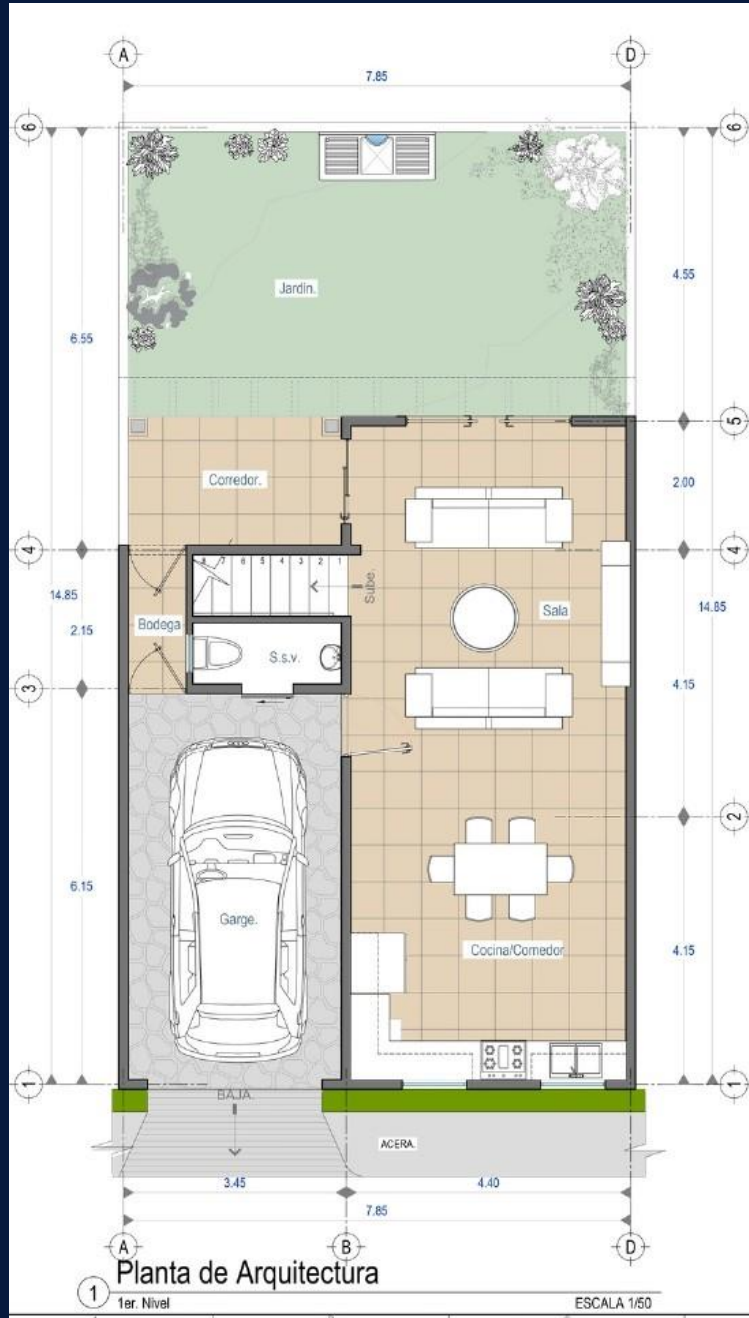 A D
7.85
6 6
4.55
Jardin.
6.55
5
Corredor.
2.00
4 4
8 7 6 5 4 3 2 1
14.85 14.85
Sube.
Bodega
Sala
2.15
S.s.v.
4.15
3
2
6.15
Garge.
Cocina/Comedor
4.15
1 1
BAJA.
ACERA.
3.45 4.40
7.85
A B D
Planta de Arquitectura
1
1er. Nivel ESCALA 1/50